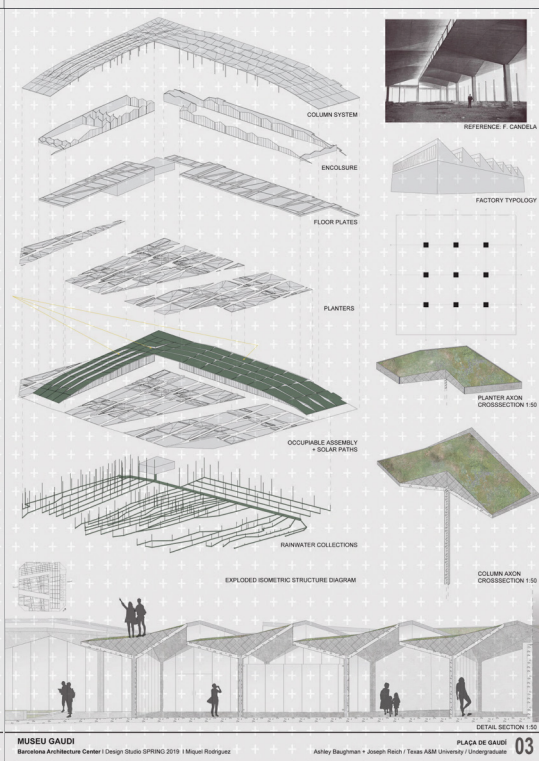 COLUMN SYSTEM
REFERENCE: F. CANDELA
ENCOLSURE
FACTORY TYPOLOGY
FLOOR PLATES
PLANTERS
PLANTER AXON
CROSSSECTION 1:50
OCCUPIABLE ASSEMBLY
+ SOLAR PATHS
RAINWATER COLLECTIONS
EXPLODED ISOMETRIC STRUCTURE DIAGRAM
COLUMN AXON
CROSSSECTION 1:50
DETAIL SECTION 1:50
MUSEU GAUDI
Barcelona Architecture Center I Design Studio SPRING 2019 I Miquel Rodriguez
PLAÇA DE GAUDÍ
Ashley Baughman + Joseph Reich / Texas A&M University / Undergraduate
03